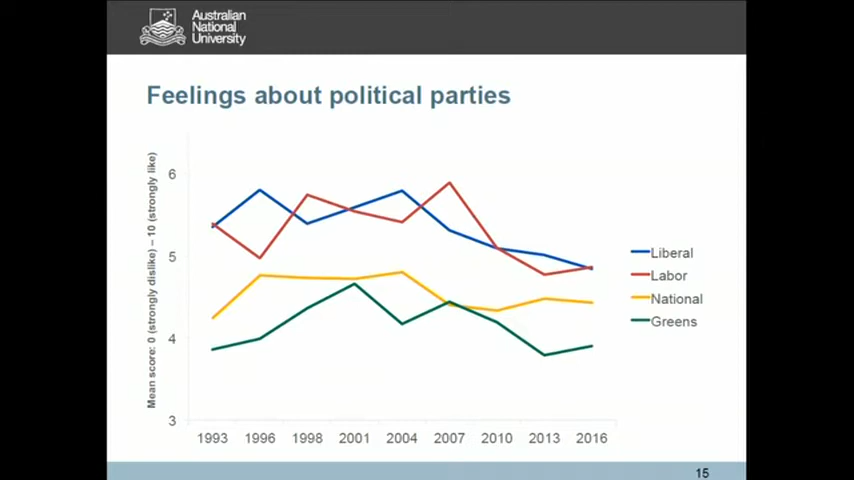 Australian
National
University
Feelings about political parties
Mean score: 0 (strongly dislike) – 10 (strongly like)
6
5
4
3
1993 1996 1998 2001 2004 2007 2010 2013 2016
Liberal
Labor
National
Greens
15